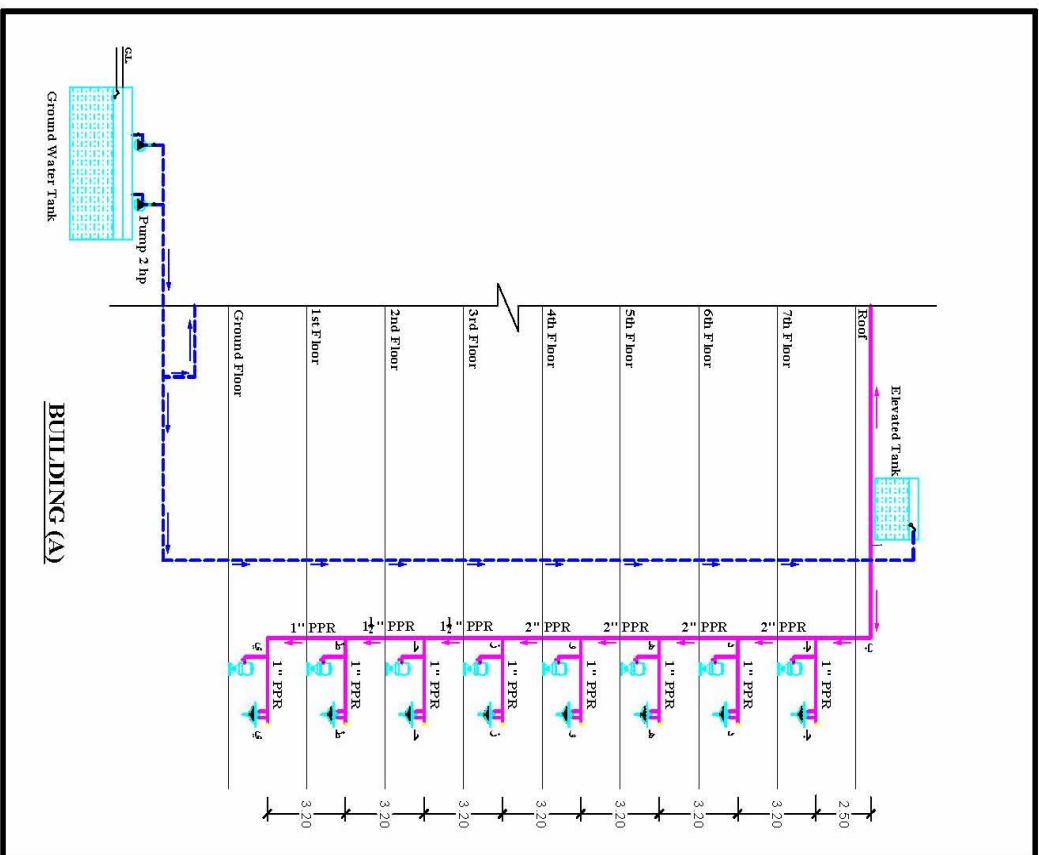 Elevated Tank
Roof
2.50
7th Floor
2" PPR
1" PPR
3.20
6th Floor
2" PPR
1" PPR
3.20
5th Floor
2" PPR
1" PPR
3.20
4th Floor
2" PPR
1" PPR
3.20
3rd Floor
1½" PPR
1" PPR
3.20
2nd Floor
1½" PPR
1" PPR
3.20
1st Floor
1" PPR
1" PPR
3.20
Ground Floor
1" PPR
Pump 2 hp
G.L.
Ground Water Tank
BUILDING (A)